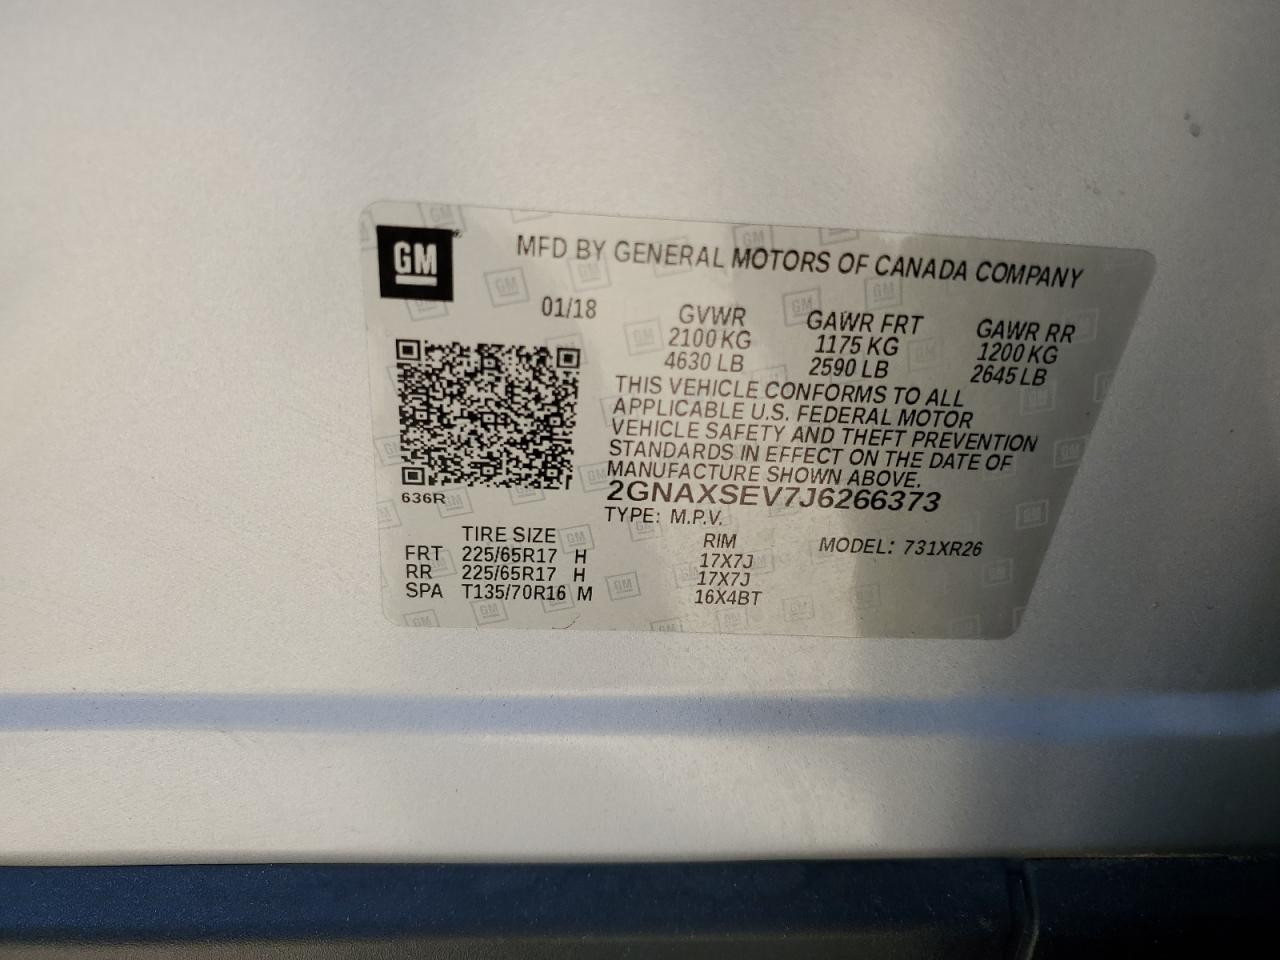 GM
MFD BY GENERAL MOTORS OF CANADA COMPANY
01/18 GVWR GAWR FRT GAWR RR
2100 KG 1175 KG 1200 KG
4630 LB 2590 LB 2645 LB
THIS VEHICLE CONFORMS TO ALL
APPLICABLE U.S. FEDERAL MOTOR
VEHICLE SAFETY AND THEFT PREVENTION
STANDARDS IN EFFECT ON THE DATE OF
MANUFACTURE SHOWN ABOVE.
636R 2GNAXSEV7J6266373
TYPE: M.P.V.
TIRE SIZE RIM MODEL: 731XR26
FRT 225/65R17 H 17X7J
RR 225/65R17 H 17X7J
SPA T135/70R16 M 16X4BT